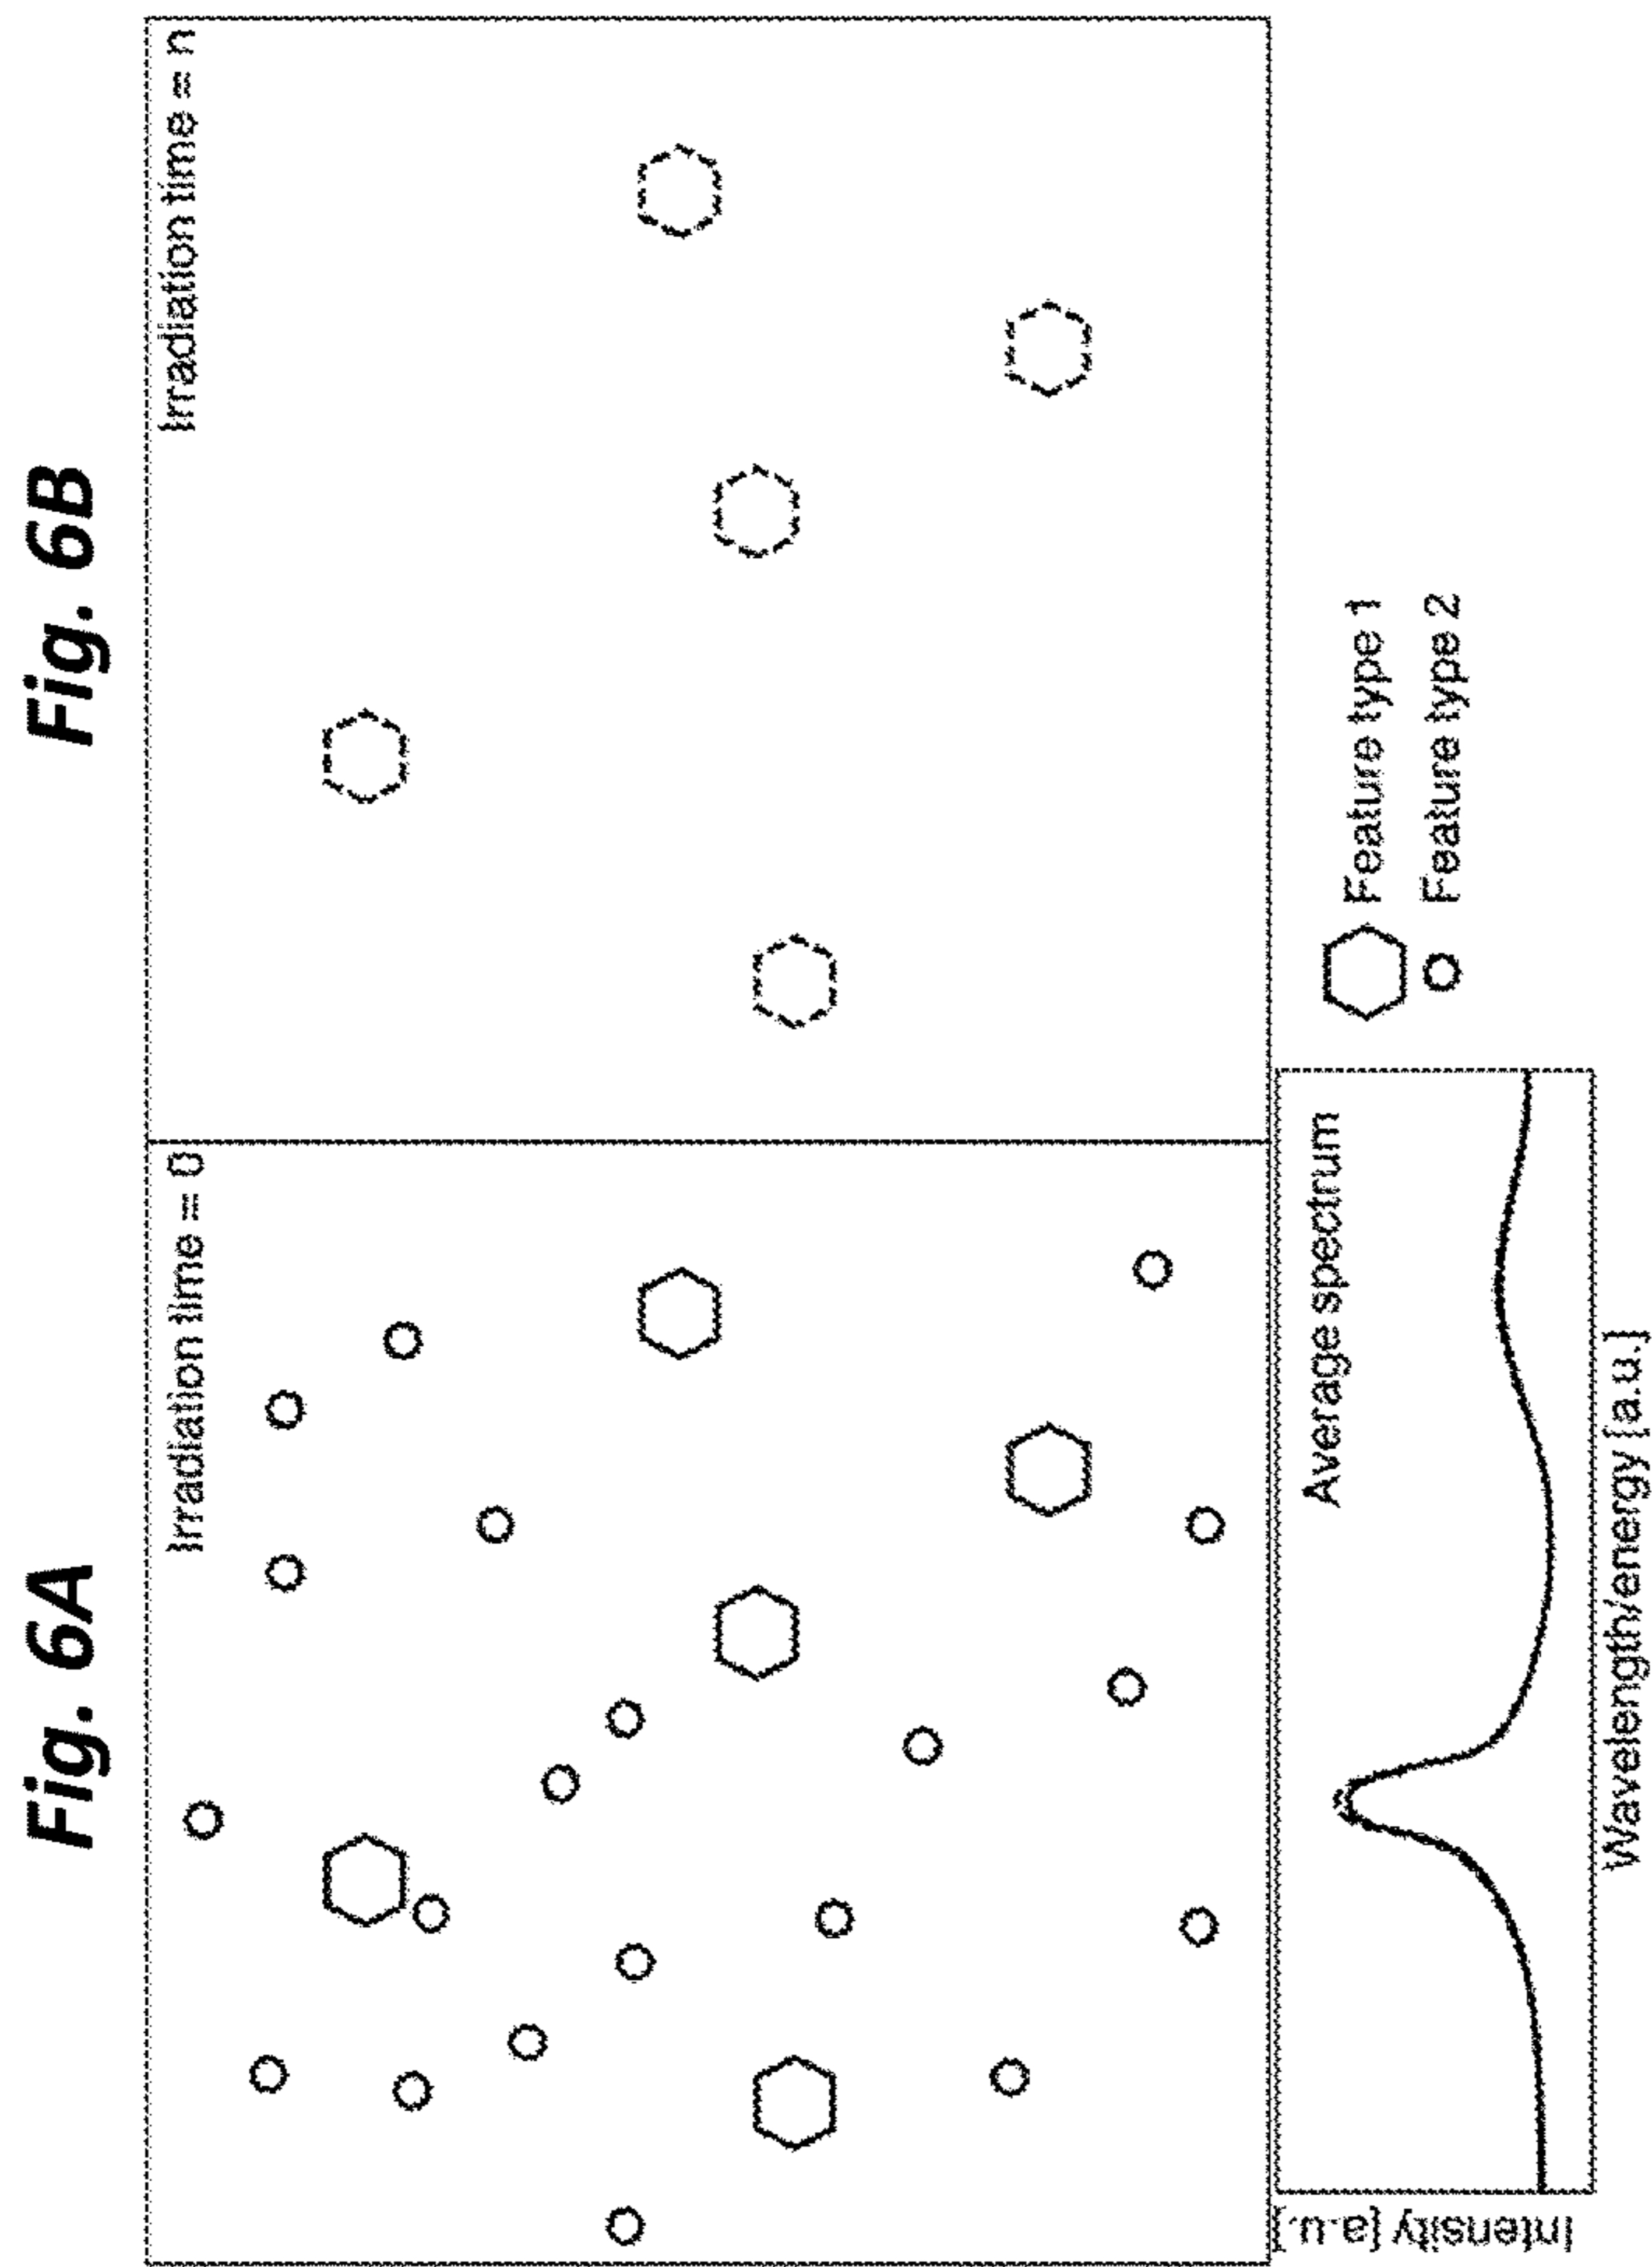 Fig. 6A
Fig. 6B
Irradiation time = 0
Irradiation time = n
Intensity [a.u.]
Average spectrum
Wavelength/energy [a.u.]
Feature type 1
Feature type 2